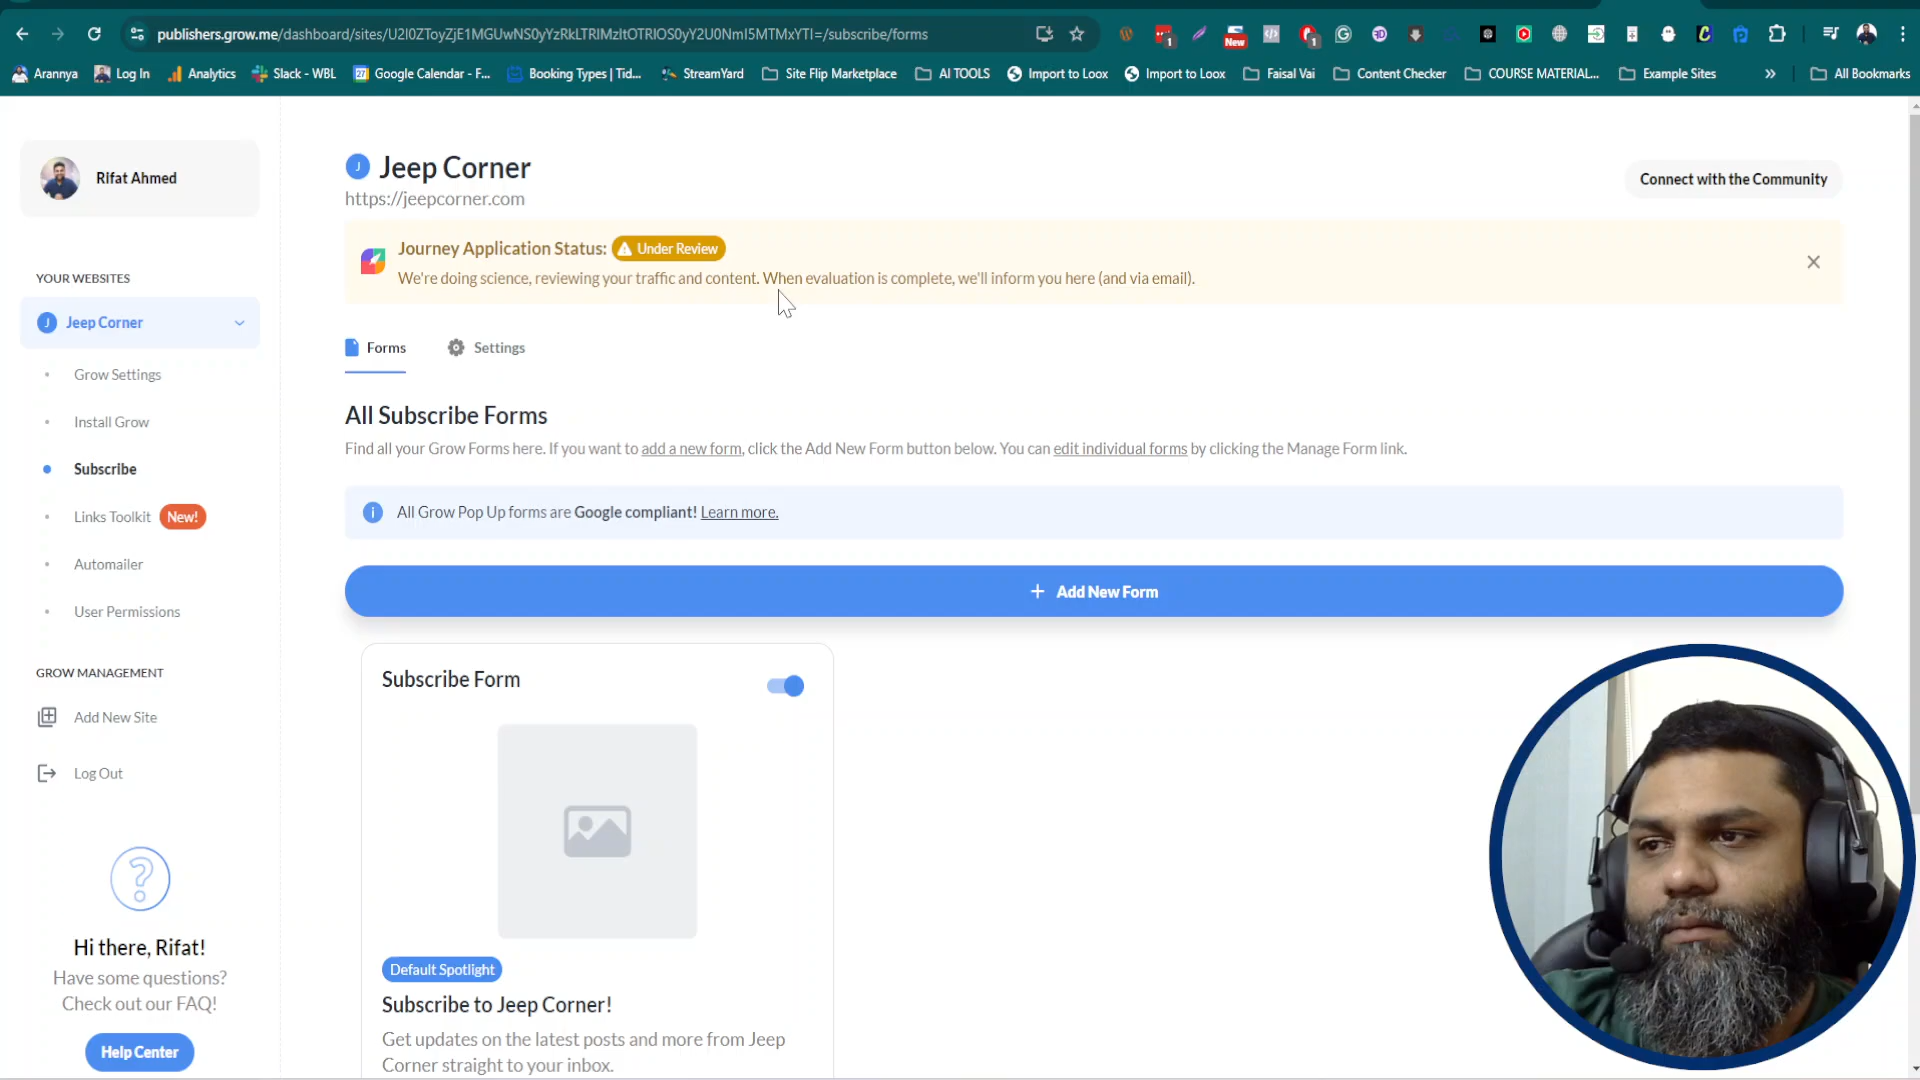 publishers.grow.me/dashboard/sites/U2l0ZToyZjE1MGUwNS0yYzRkLTRlMzItOTRlOS0yY2U0NmI5MTMxYTI=/subscribe/forms
1
New
1
Arannya
Log In
Analytics
Slack - WBL
27
Google Calendar - F...
Booking Types | Tid...
StreamYard
Site Flip Marketplace
AI TOOLS
Import to Loox
Import to Loox
Faisal Vai
Content Checker
COURSE MATERIAL...
Example Sites
»
All Bookmarks
Rifat Ahmed
YOUR WEBSITES
J Jeep Corner
Grow Settings
Install Grow
Subscribe
Links Toolkit New!
Automailer
User Permissions
GROW MANAGEMENT
Add New Site
Log Out
?
Hi there, Rifat!
Have some questions?
Check out our FAQ!
Help Center
J Jeep Corner
https://jeepcorner.com
Connect with the Community
Journey Application Status: Under Review
We're doing science, reviewing your traffic and content. When evaluation is complete, we'll inform you here (and via email).
Forms
Settings
All Subscribe Forms
Find all your Grow Forms here. If you want to add a new form, click the Add New Form button below. You can edit individual forms by clicking the Manage Form link.
All Grow Pop Up forms are Google compliant! Learn more.
+ Add New Form
Subscribe Form
Default Spotlight
Subscribe to Jeep Corner!
Get updates on the latest posts and more from Jeep
Corner straight to your inbox.